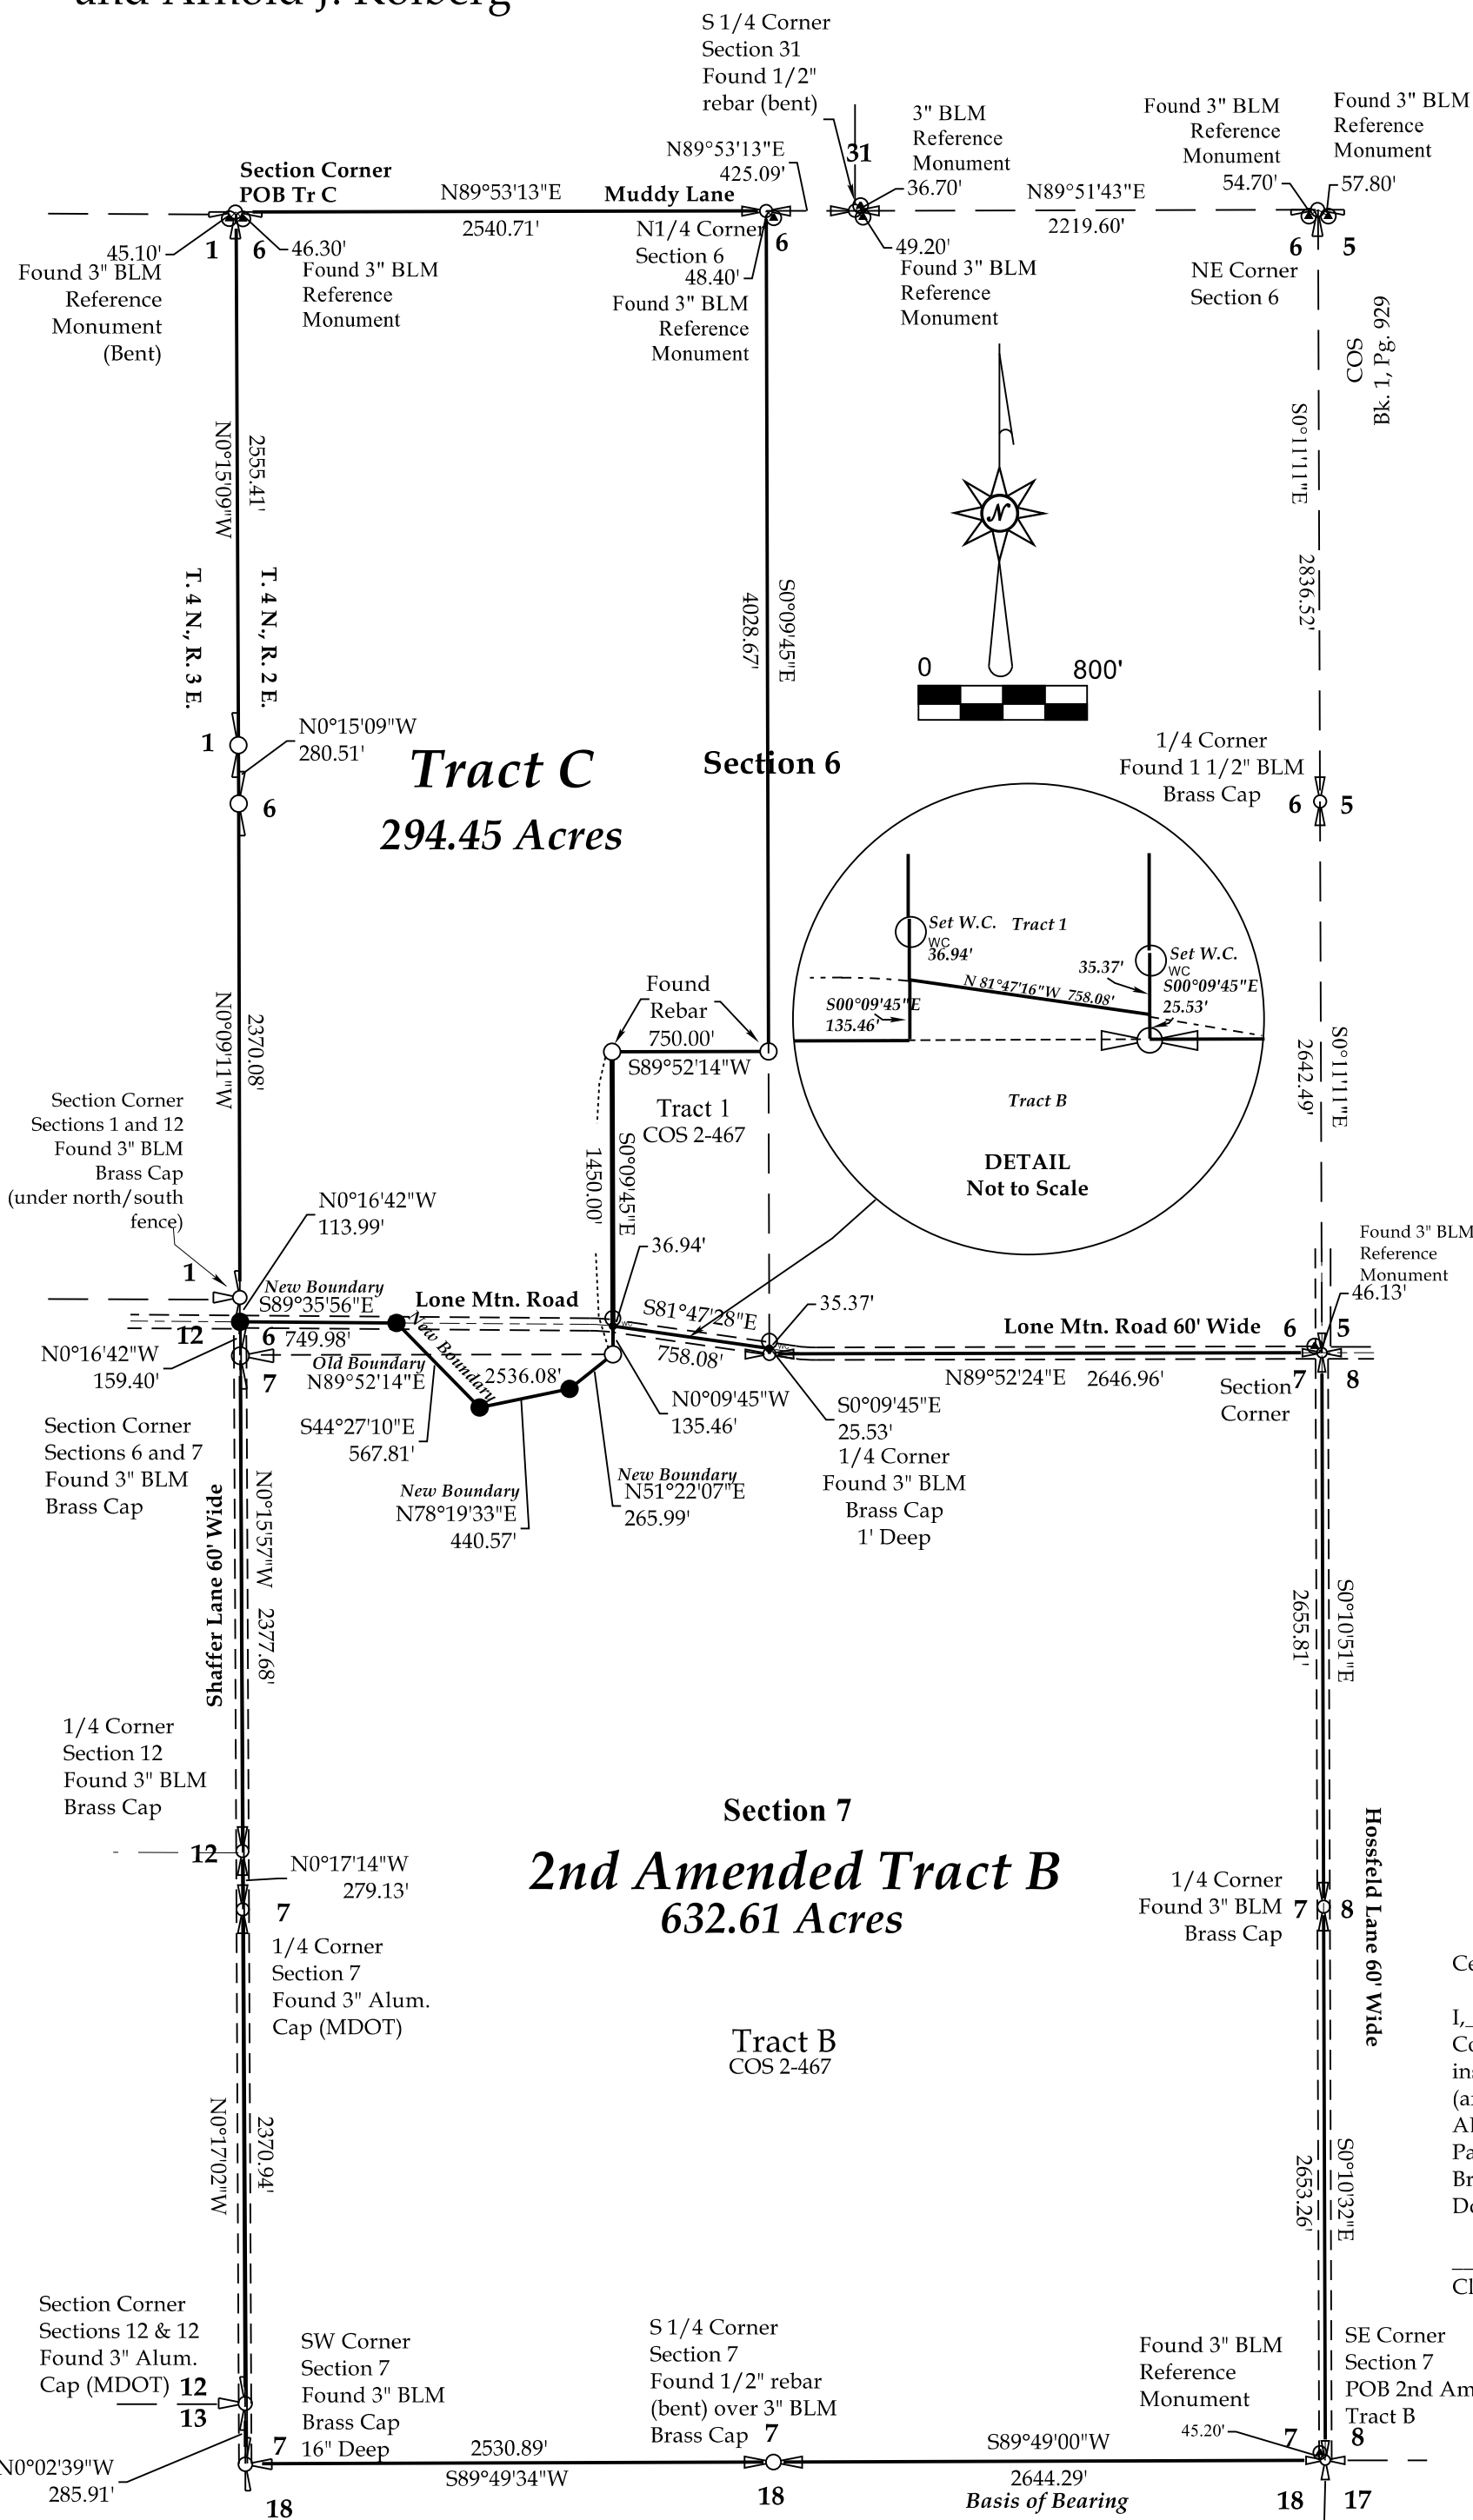 and Arnold J. Kolberg
S 1/4 Corner
Section 31
Found 1/2"
rebar (bent)
3" BLM
Reference
Monument
36.70'
31
N89°53'13"E
425.09'
Found 3" BLM
Reference
Monument
54.70'
Found 3" BLM
Reference
Monument
57.80'
Section Corner
POB Tr C
N89°53'13"E
2540.71'
Muddy Lane
N89°51'43"E
2219.60'
45.10'
Found 3" BLM
Reference
Monument
(Bent)
1
6
46.30'
Found 3" BLM
Reference
Monument
N1/4 Corner
Section 6
6
48.40'
Found 3" BLM
Reference
Monument
49.20'
Found 3" BLM
Reference
Monument
6
5
NE Corner
Section 6
COS
Bk. 1, Pg. 929
N0°15'09"W
2555.41'
S0°11'11"E
2836.52'
T. 4 N., R. 3 E.
T. 4 N., R. 2 E.
4028.67'
S0°09'45"E
N
0
800'
1
N0°15'09"W
280.51'
6
Tract C
294.45 Acres
Section 6
1/4 Corner
Found 1 1/2" BLM
Brass Cap
6
5
Set W.C.
WC
36.94'
Tract 1
Set W.C.
WC
35.37'
S00°09'45"E
25.53'
N 81°47'16"W 758.08'
S00°09'45"E
135.46'
Tract B
DETAIL
Not to Scale
Found
Rebar
750.00'
S89°52'14"W
Tract 1
COS 2-467
N0°09'11"W
2370.08'
1450.00'
S0°09'45"E
2642.49'
S0°11'11"E
Section Corner
Sections 1 and 12
Found 3" BLM
Brass Cap
(under north/south
fence)
N0°16'42"W
113.99'
1
12
6
7
New Boundary
S89°35'56"E
749.98'
Lone Mtn. Road
36.94'
S81°47'28"E
758.08'
35.37'
Lone Mtn. Road 60' Wide
6
5
7
8
Found 3" BLM
Reference
Monument
46.13'
N0°16'42"W
159.40'
Old Boundary
N89°52'14"E
2536.08'
New Boundary
S44°27'10"E
567.81'
N0°09'45"W
135.46'
S0°09'45"E
25.53'
N89°52'24"E
2646.96'
Section
Corner
Section Corner
Sections 6 and 7
Found 3" BLM
Brass Cap
1/4 Corner
Found 3" BLM
Brass Cap
1' Deep
New Boundary
N78°19'33"E
440.57'
New Boundary
N51°22'07"E
265.99'
Shaffer Lane 60' Wide
N0°15'57"W
2377.68'
2655.81'
S0°10'51"E
1/4 Corner
Section 12
Found 3" BLM
Brass Cap
12
N0°17'14"W
279.13'
7
1/4 Corner
Section 7
Found 3" Alum.
Cap (MDOT)
Section 7
2nd Amended Tract B
632.61 Acres
Tract B
COS 2-467
1/4 Corner
Found 3" BLM
Brass Cap
7
8
Hossfeld Lane 60' Wide
N0°17'02"W
2370.94'
2653.26'
S0°10'32"E
Section Corner
Sections 12 & 12
Found 3" Alum.
Cap (MDOT)
12
13
N0°02'39"W
285.91'
SW Corner
Section 7
Found 3" BLM
Brass Cap
16" Deep
7
18
2530.89'
S89°49'34"W
S 1/4 Corner
Section 7
Found 1/2" rebar
(bent) over 3" BLM
Brass Cap
7
18
Found 3" BLM
Reference
Monument
45.20'
S89°49'00"W
2644.29'
Basis of Bearing
7
8
18
17
SE Corner
Section 7
POB 2nd Am
Tract B
I,